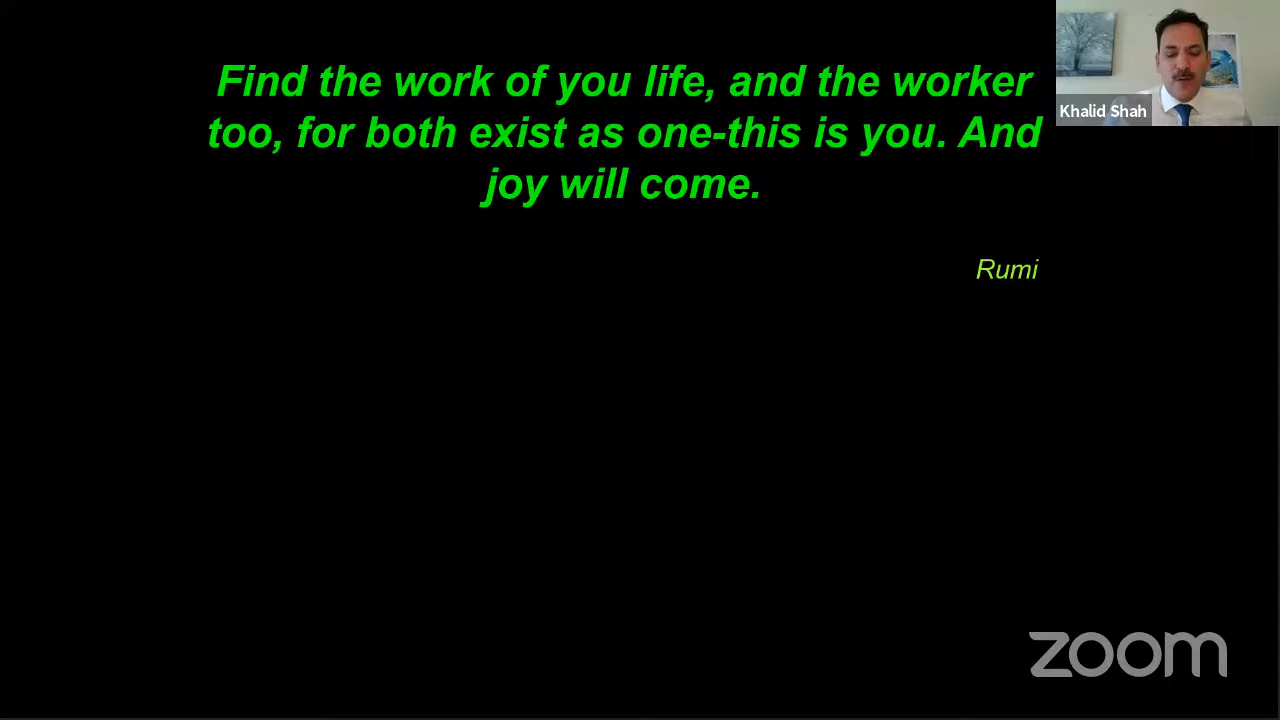 Find the work of you life, and the worker
too, for both exist as one-this is you. And
joy will come.
Rumi
Khalid Shah
zoom